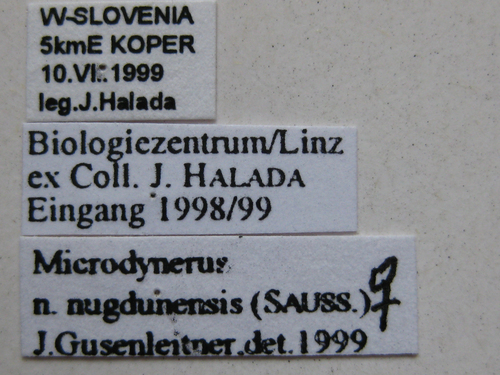 W-SLOVENIA
5kmE KOPER
10.VI.1999
leg.J.Halada
Biologiezentrum/Linz
ex Coll. J. HALADA
Eingang 1998/99
Microdynerus
n. nugdunensis (SAUSS.) ♀
J.Gusenleitner.det.1999